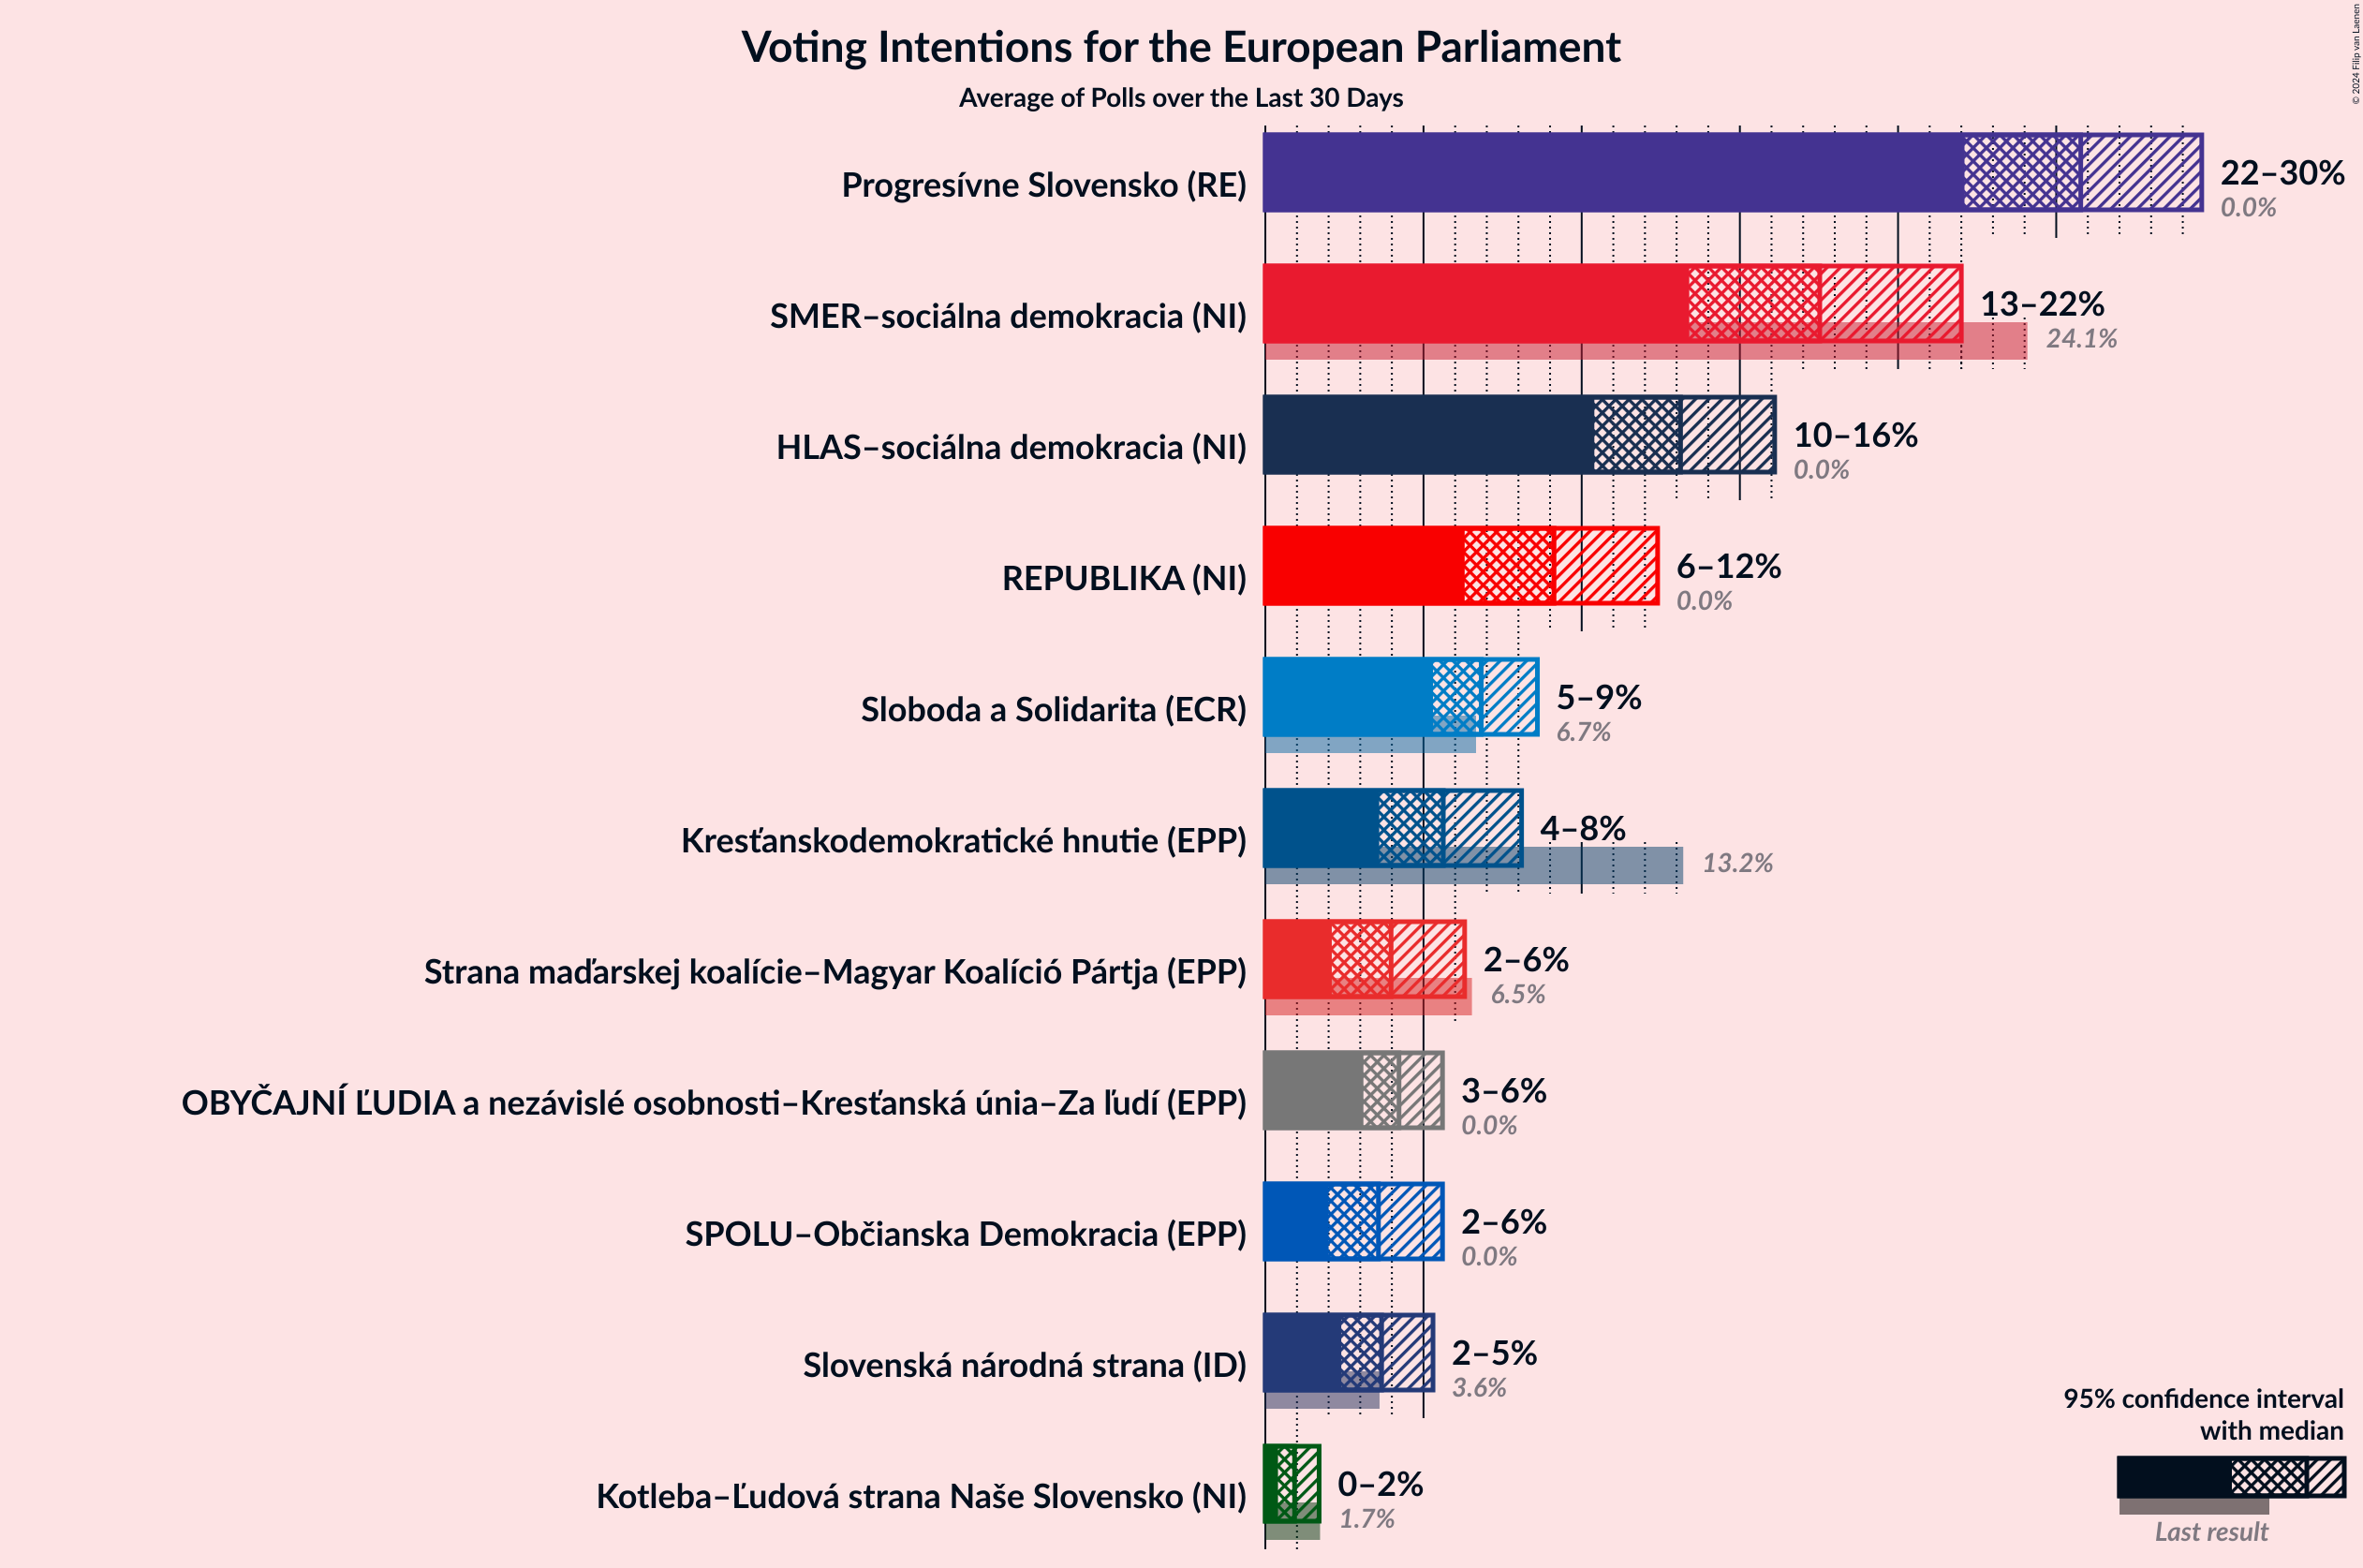 © 2024 Filip van Laenen
Voting Intentions for the European Parliament
Average of Polls over the Last 30 Days
Progresívne Slovensko (RE)
22–30%
0.0%
SMER–sociálna demokracia (NI)
13–22%
24.1%
HLAS–sociálna demokracia (NI)
10–16%
0.0%
REPUBLIKA (NI)
6–12%
0.0%
Sloboda a Solidarita (ECR)
5–9%
6.7%
Kresťanskodemokratické hnutie (EPP)
4–8%
13.2%
Strana maďarskej koalície–Magyar Koalíció Pártja (EPP)
2–6%
6.5%
OBYČAJNÍ ĽUDIA a nezávislé osobnosti–Kresťanská únia–Za ľudí (EPP)
3–6%
0.0%
SPOLU–Občianska Demokracia (EPP)
2–6%
0.0%
Slovenská národná strana (ID)
2–5%
3.6%
Kotleba–Ľudová strana Naše Slovensko (NI)
0–2%
1.7%
95% confidence interval
with median
Last result